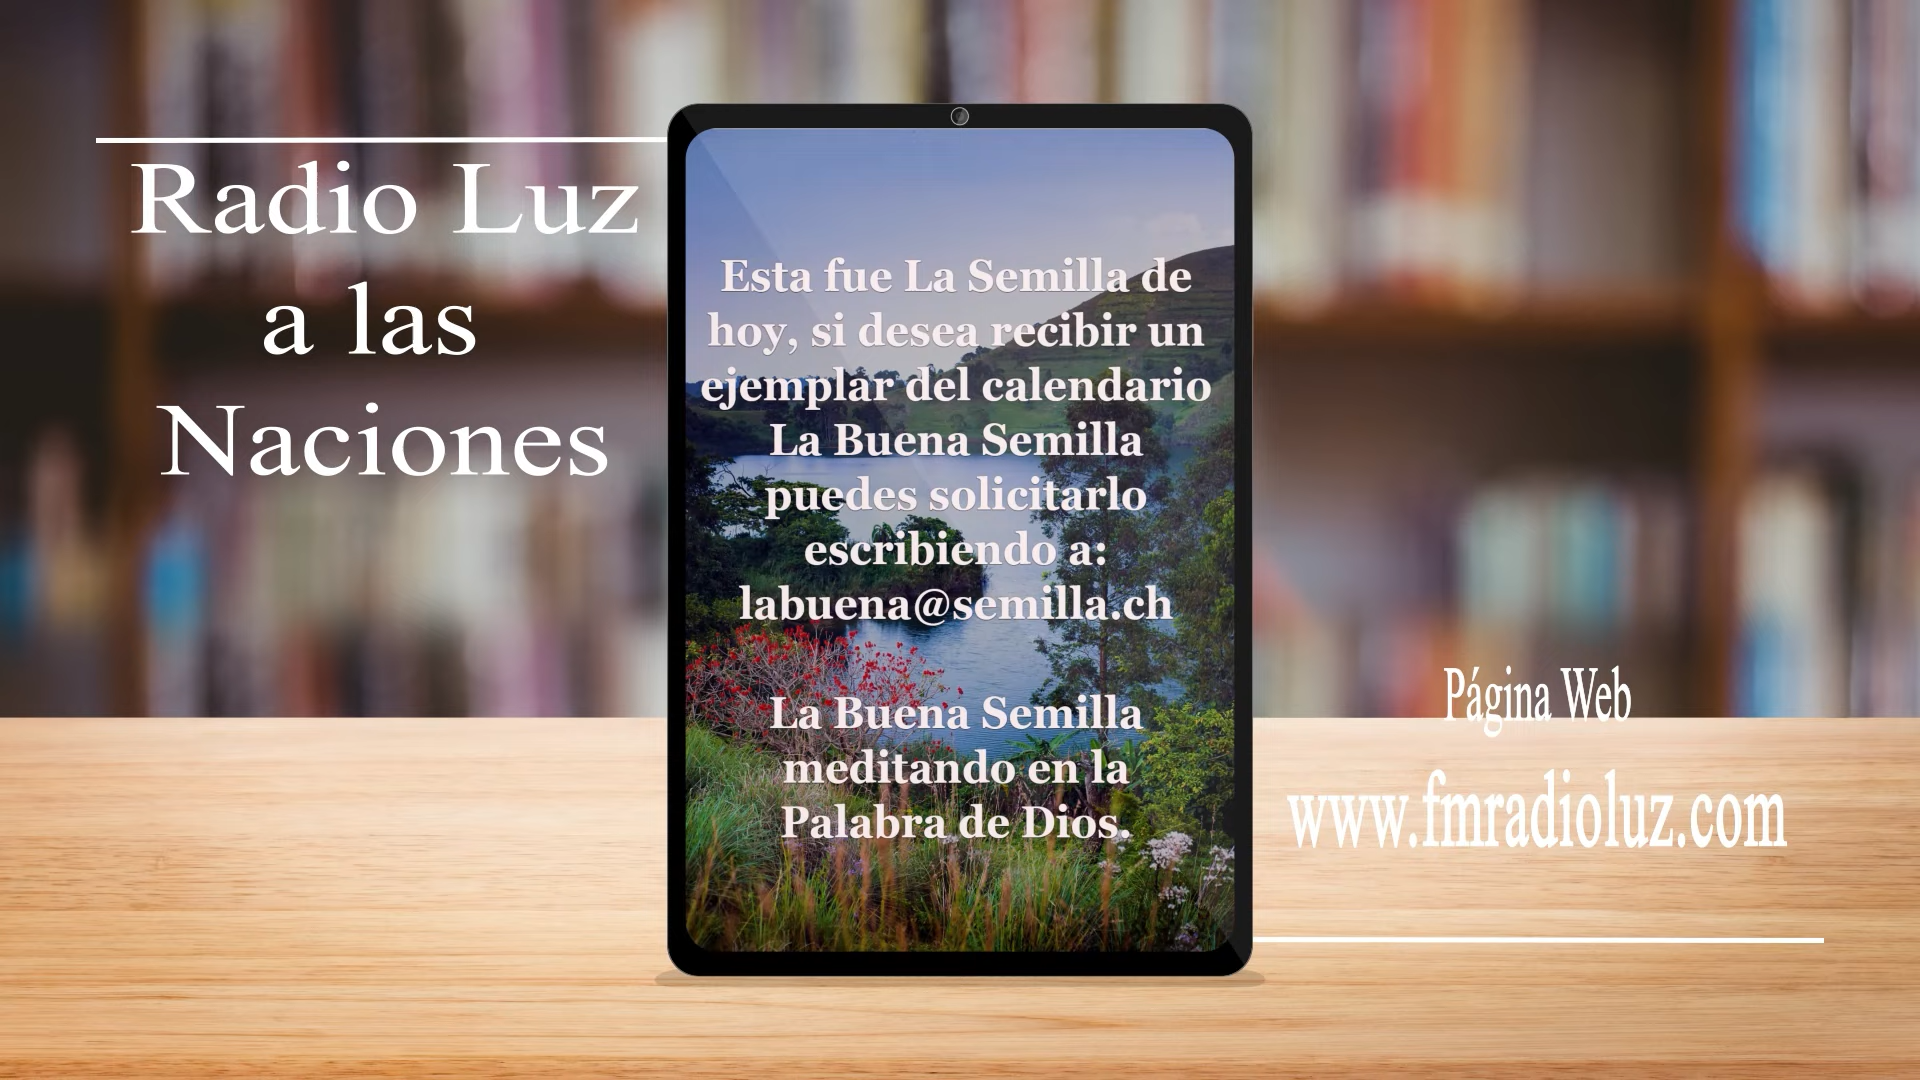 Radio Luz
a las
Naciones
Esta fue La Semilla de
hoy, si desea recibir un
ejemplar del calendario
La Buena Semilla
puedes solicitarlo
escribiendo a:
labuena@semilla.ch
La Buena Semilla
meditando en la
Palabra de Dios.
Página Web
www.fmradioluz.com